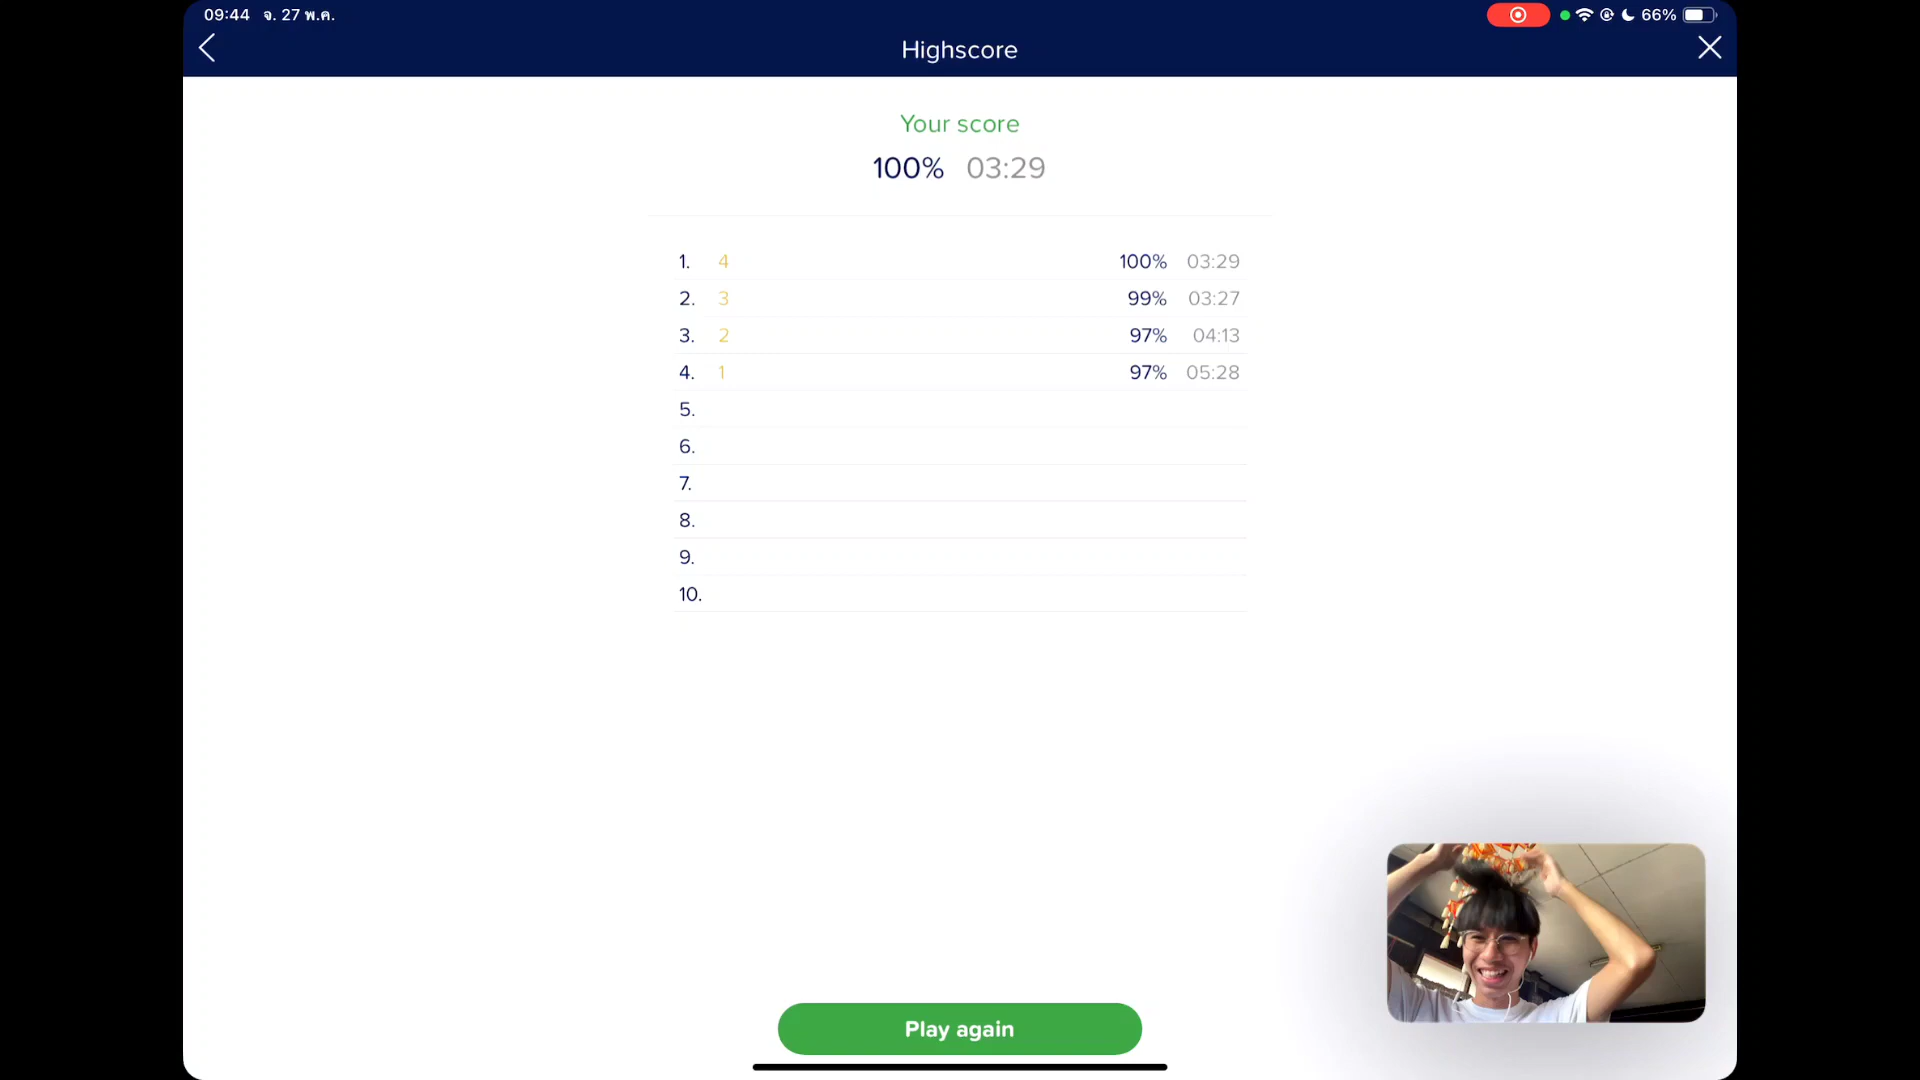 09:44 จ. 27 พ.ค.
66%
Highscore
Your score
100% 03:29
1. 4 100% 03:29
2. 3 99% 03:27
3. 2 97% 04:13
4. 1 97% 05:28
5.
6.
7.
8.
9.
10.
Play again